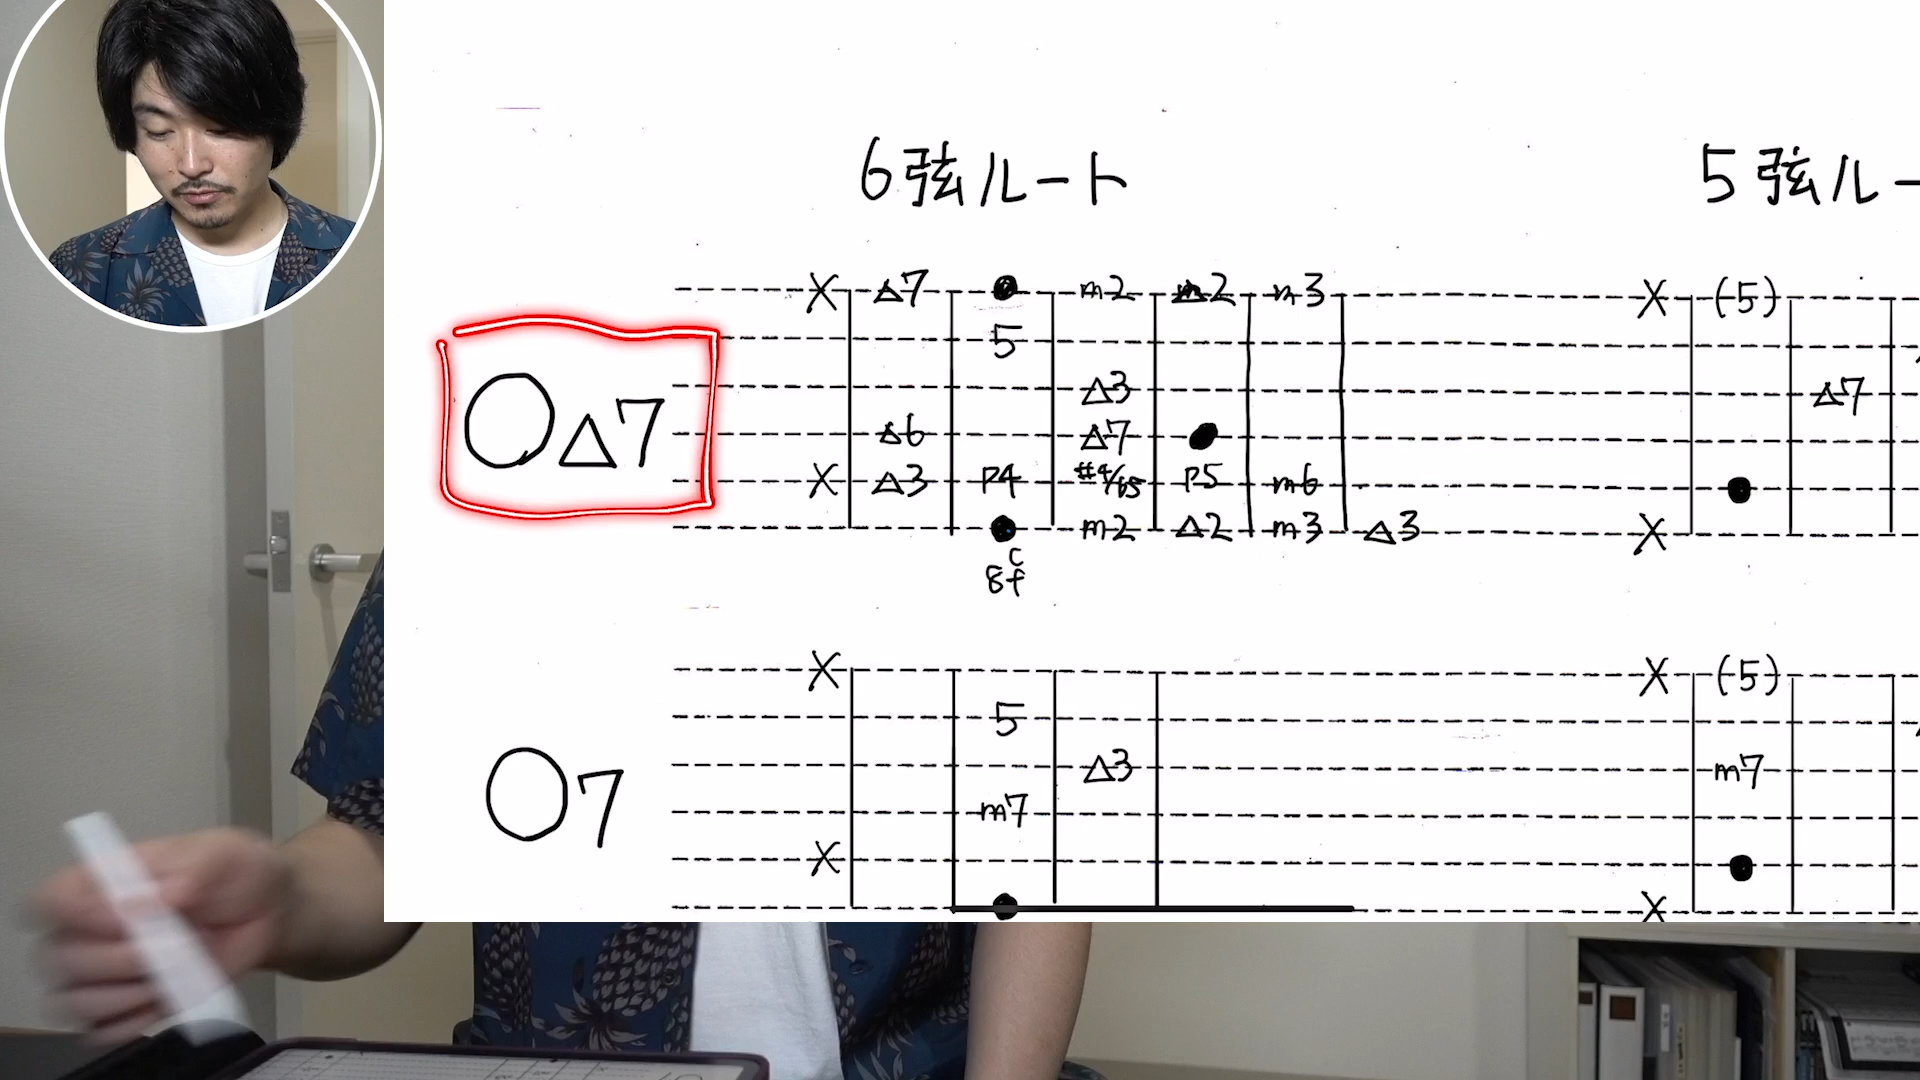 6弦ルート
5弦ルー
X △7 ● m2 △2 m3
5
△3
△6 △7 ●
X △3 P4 #4/b5 P5 m6
● m2 △2 m3 △3
C
8f
○△7
X (5)
△7
●
X
X
5
△3
m7
X
●
○7
X (5)
m7
●
X